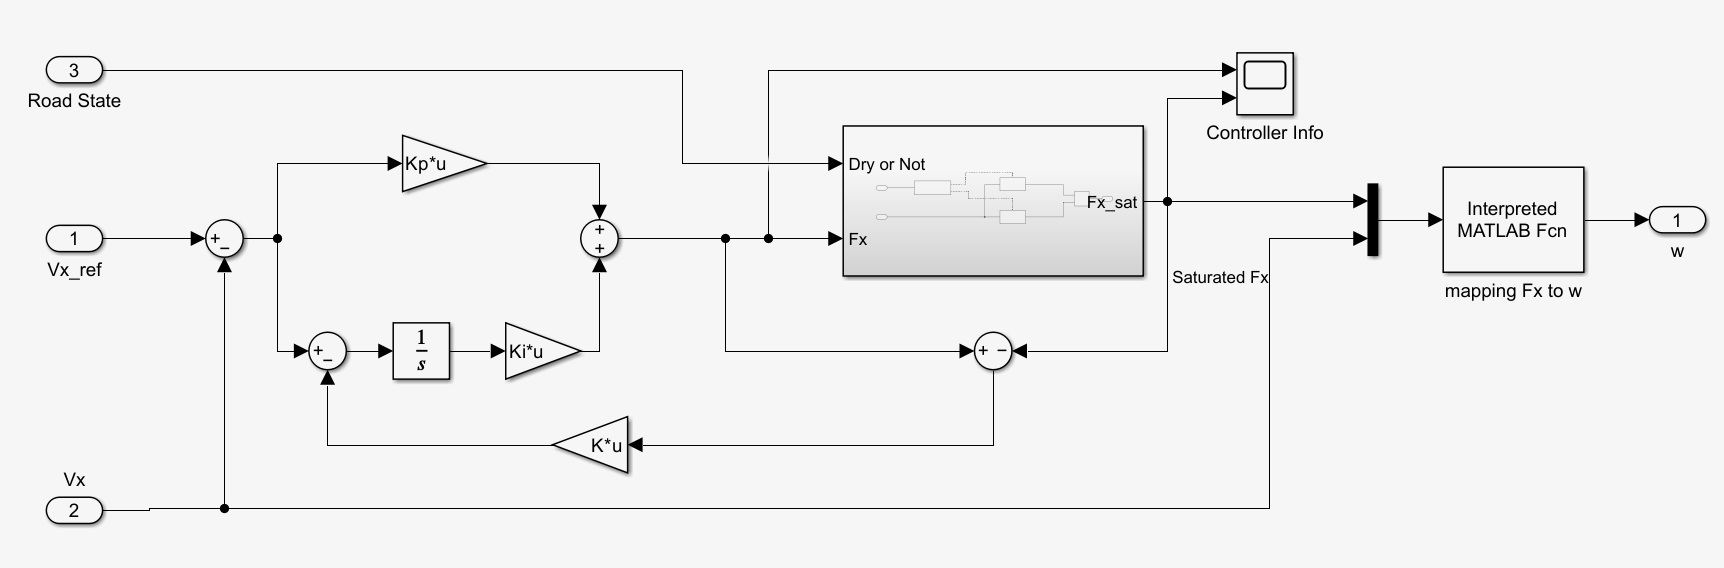 3
Road State
Controller Info
Kp*u
Dry or Not
Fx_sat
Fx
1
Vx_ref
+
−
+
+
Interpreted
MATLAB Fcn
mapping Fx to w
1
w
Saturated Fx
+
−
1
s
Ki*u
+ −
K*u
Vx
2